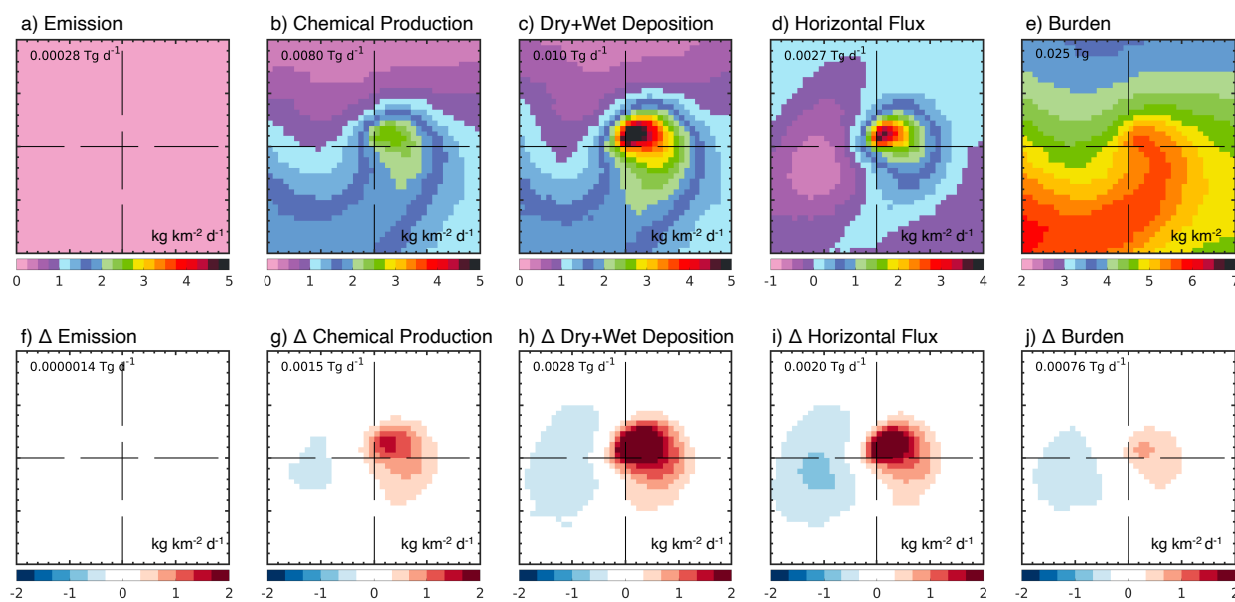 a) Emission
b) Chemical Production
c) Dry+Wet Deposition
d) Horizontal Flux
e) Burden
0.00028 Tg d⁻¹
0.0080 Tg d⁻¹
0.010 Tg d⁻¹
0.0027 Tg d⁻¹
0.025 Tg
kg km⁻² d⁻¹
kg km⁻² d⁻¹
kg km⁻² d⁻¹
kg km⁻² d⁻¹
kg km⁻²
0 1 2 3 4 5
0 1 2 3 4 5
0 1 2 3 4 5
-1 0 1 2 3 4
2 3 4 5 6 7
f) Δ Emission
g) Δ Chemical Production
h) Δ Dry+Wet Deposition
i) Δ Horizontal Flux
j) Δ Burden
0.0000014 Tg d⁻¹
0.0015 Tg d⁻¹
0.0028 Tg d⁻¹
0.0020 Tg d⁻¹
0.00076 Tg d⁻¹
kg km⁻² d⁻¹
kg km⁻² d⁻¹
kg km⁻² d⁻¹
kg km⁻² d⁻¹
kg km⁻² d⁻¹
-2 -1 0 1 2
-2 -1 0 1 2
-2 -1 0 1 2
-2 -1 0 1 2
-2 -1 0 1 2